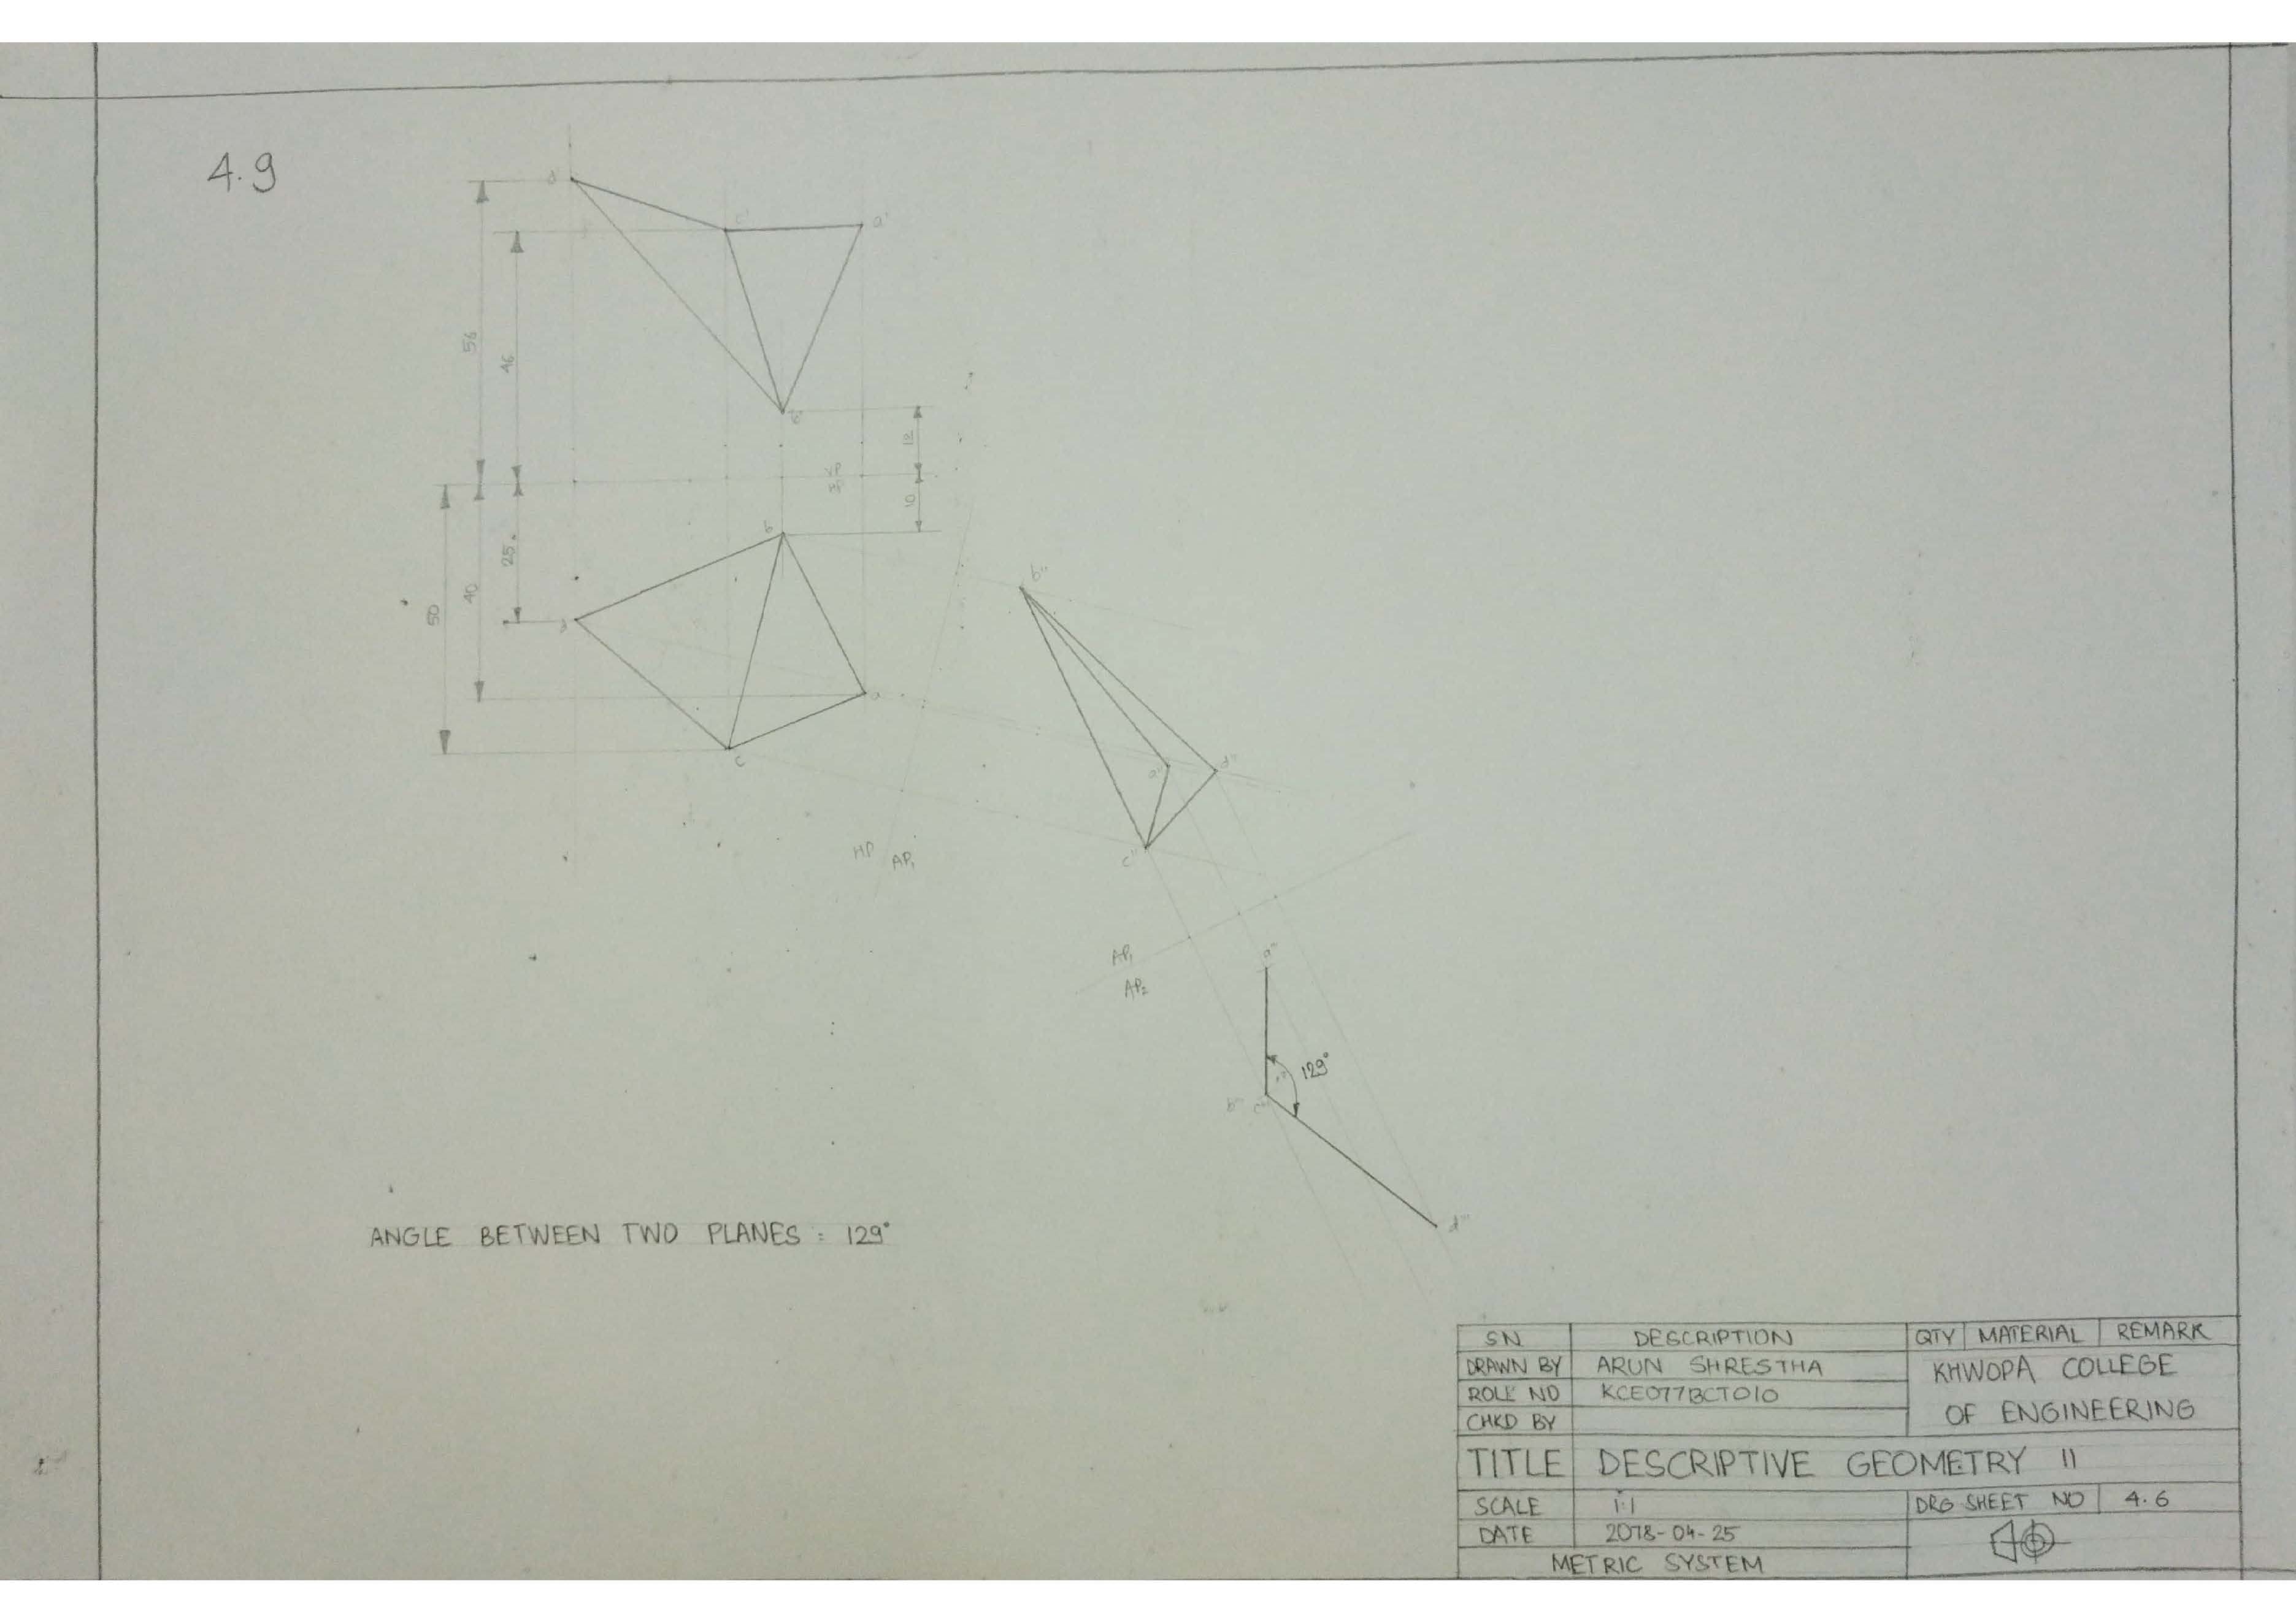 4.9
d'
c'
a'
56
46
b'
12
VP
HP
10
b
25
40
50
d
a
c
b"
a"
d"
c"
HP AP₁
AP₁
AP₂
a'''
129°
b''' c'''
d'''
ANGLE BETWEEN TWO PLANES : 129°
SN DESCRIPTION QTY MATERIAL REMARK
DRAWN BY ARUN SHRESTHA KHWOPA COLLEGE
ROLL NO KCE077BCT010
CHKD BY OF ENGINEERING
TITLE DESCRIPTIVE GEOMETRY II
SCALE 1:1 DRG SHEET NO 4.6
DATE 2078-04-25
METRIC SYSTEM